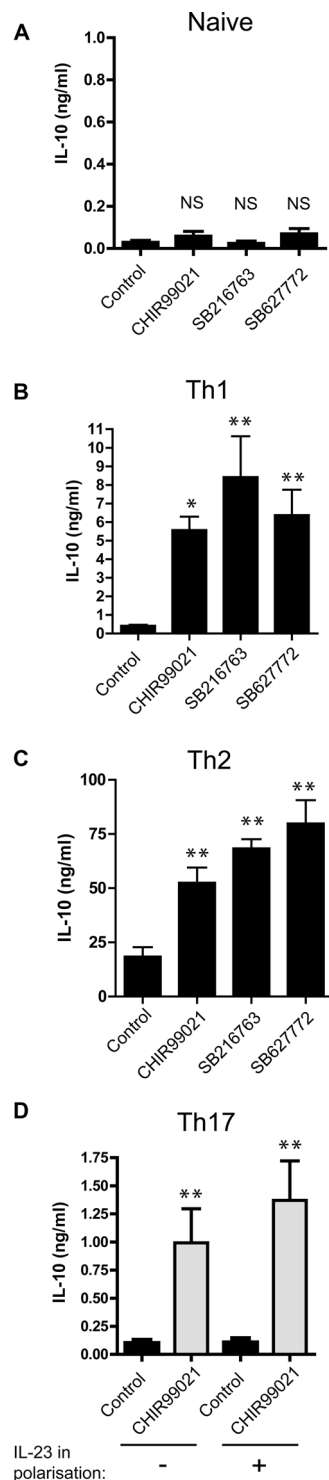 A
Naive
IL-10 (ng/ml)
1.0
0.8
0.6
0.4
0.2
0.0
NS
NS
NS
Control
CHIR99021
SB216763
SB627772
B
Th1
IL-10 (ng/ml)
11
10
9
8
7
6
5
4
3
2
1
0
*
**
**
Control
CHIR99021
SB216763
SB627772
C
Th2
IL-10 (ng/ml)
100
75
50
25
0
**
**
**
Control
CHIR99021
SB216763
SB627772
D
Th17
IL-10 (ng/ml)
1.75
1.50
1.25
1.00
0.75
0.50
0.25
0.00
**
**
Control
CHIR99021
Control
CHIR99021
IL-23 in
polarisation: - +